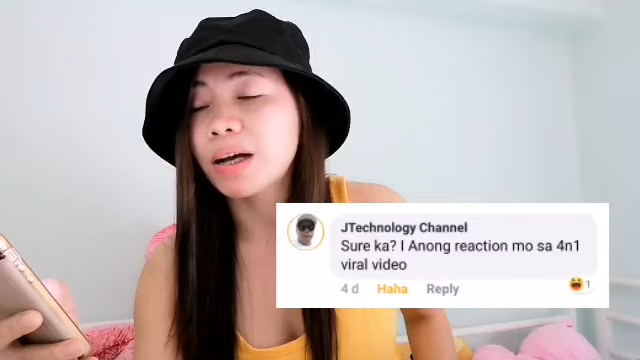 JTechnology Channel
Sure ka? I Anong reaction mo sa 4n1
viral video
4 d Haha Reply
1